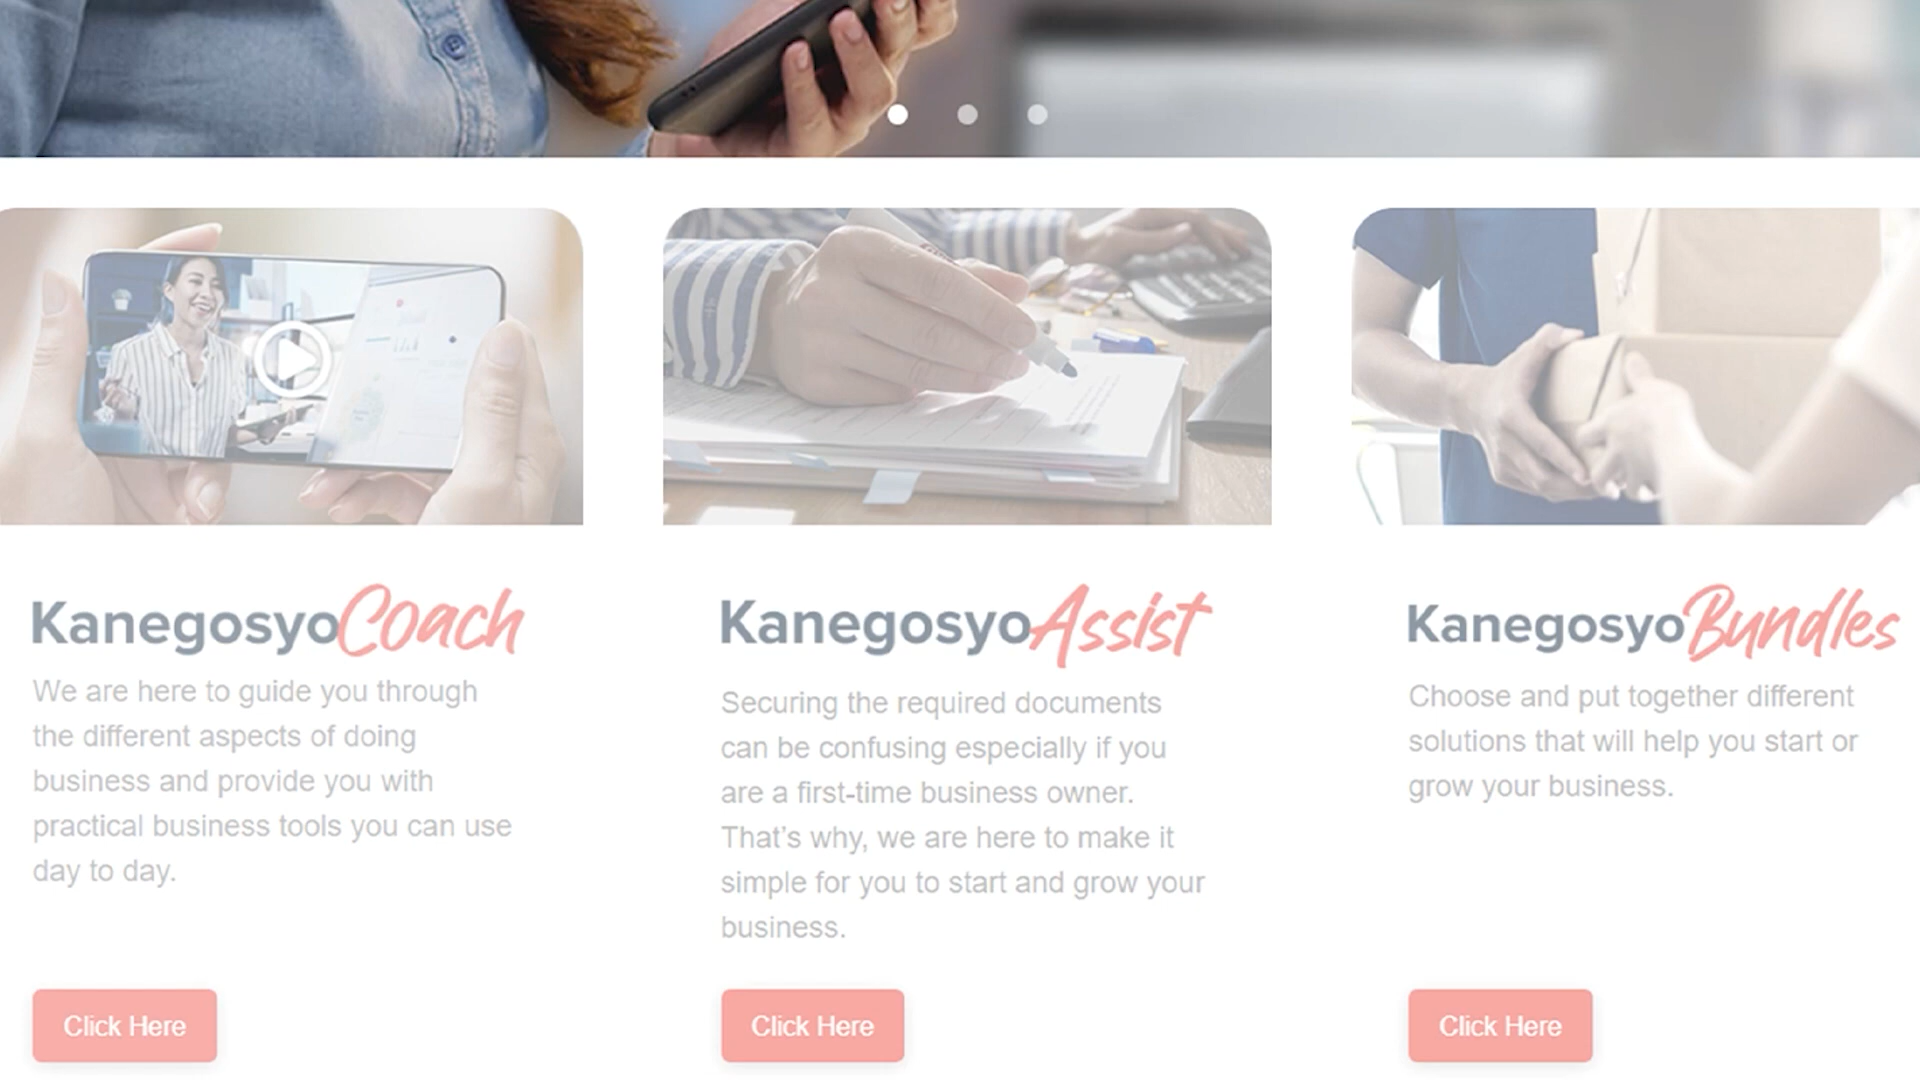 KanegosyoCoach
We are here to guide you through
the different aspects of doing
business and provide you with
practical business tools you can use
day to day.
Click Here
KanegosyoAssist
Securing the required documents
can be confusing especially if you
are a first-time business owner.
That’s why, we are here to make it
simple for you to start and grow your
business.
Click Here
KanegosyoBundles
Choose and put together different
solutions that will help you start or
grow your business.
Click Here